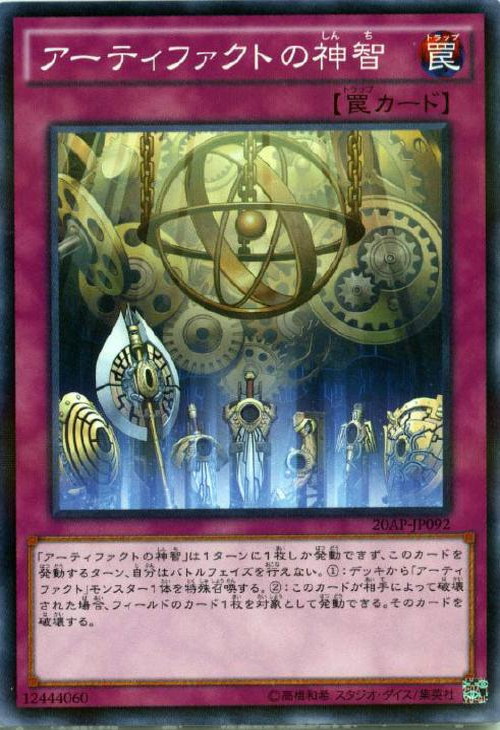 アーティファクトの神智
罠
【罠カード】
20AP-JP092
「アーティファクトの神智」は1ターンに1枚しか発動できず、このカードを
発動するターン、自分はバトルフェイズを行えない。①：デッキから「アーテ
ィファクト」モンスター1体を特殊召喚する。②：このカードが相手によって破壊
された場合、フィールドのカード1枚を対象として発動できる。そのカードを
破壊する。
12444060
©高橋和希 スタジオ・ダイス/集英社